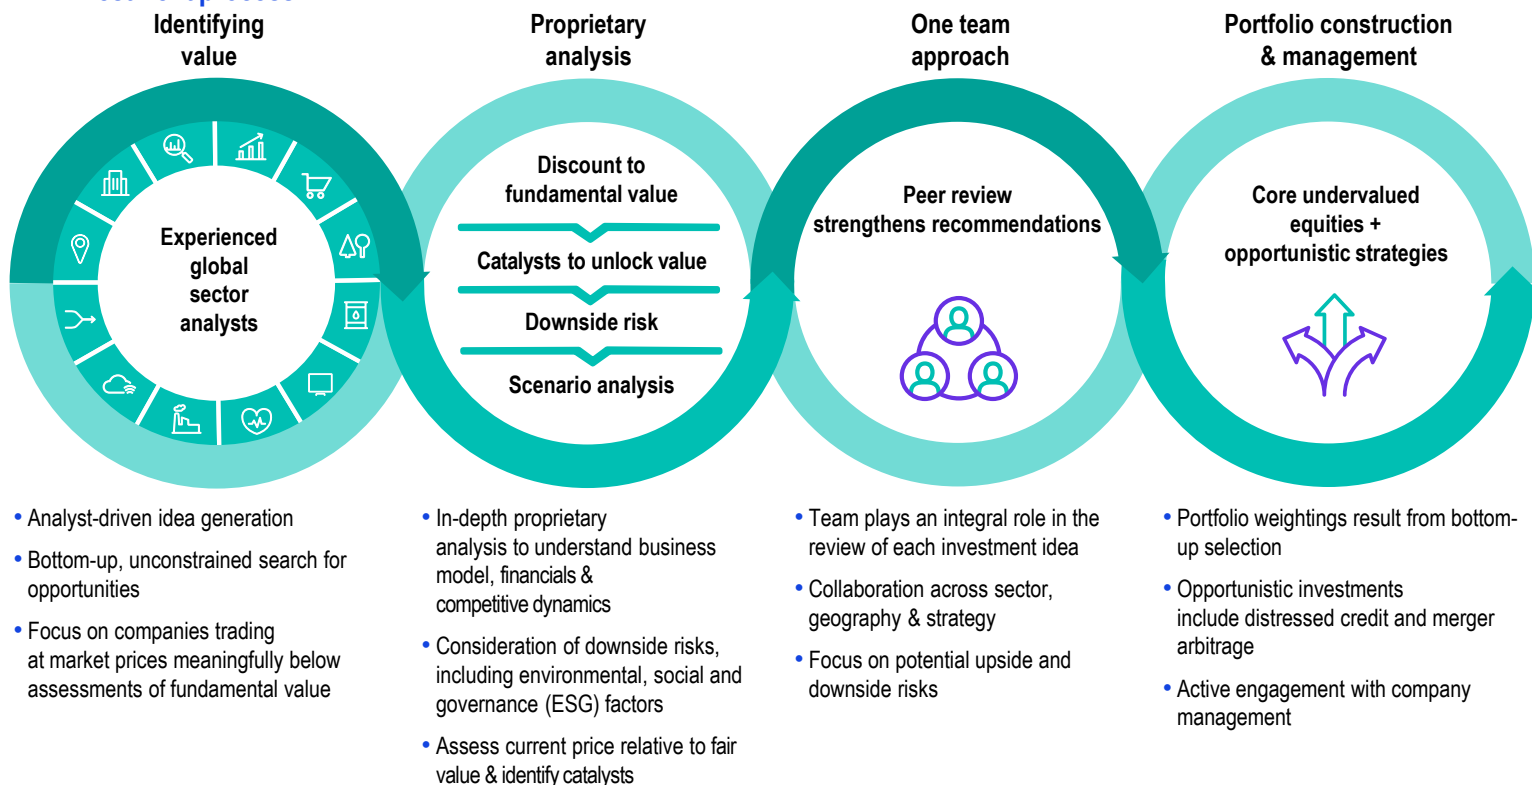 Identifying
value
Proprietary
analysis
One team
approach
Portfolio construction
& management
Experienced
global
sector
analysts
Discount to
fundamental value
Catalysts to unlock value
Downside risk
Scenario analysis
Peer review
strengthens recommendations
Core undervalued
equities +
opportunistic strategies
• Analyst-driven idea generation
• Bottom-up, unconstrained search for
opportunities
• Focus on companies trading
at market prices meaningfully below
assessments of fundamental value
• In-depth proprietary
analysis to understand business
model, financials &
competitive dynamics
• Consideration of downside risks,
including environmental, social and
governance (ESG) factors
• Assess current price relative to fair
value & identify catalysts
• Team plays an integral role in the
review of each investment idea
• Collaboration across sector,
geography & strategy
• Focus on potential upside and
downside risks
• Portfolio weightings result from bottom-
up selection
• Opportunistic investments
include distressed credit and merger
arbitrage
• Active engagement with company
management